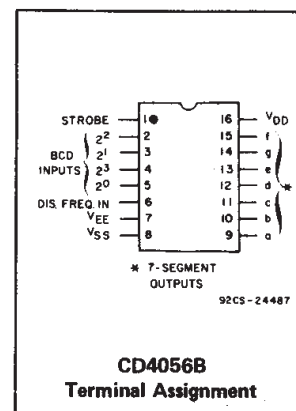 STROBE 1 16 VDD
2² 2 15 f
BCD 2¹ 3 14 g
INPUTS 2³ 4 13 e
2⁰ 5 12 d *
DIS. FREQ. IN 6 11 c
VEE 7 10 b
VSS 8 9 a
* 7-SEGMENT
OUTPUTS
92CS-24487
CD4056B
Terminal Assignment